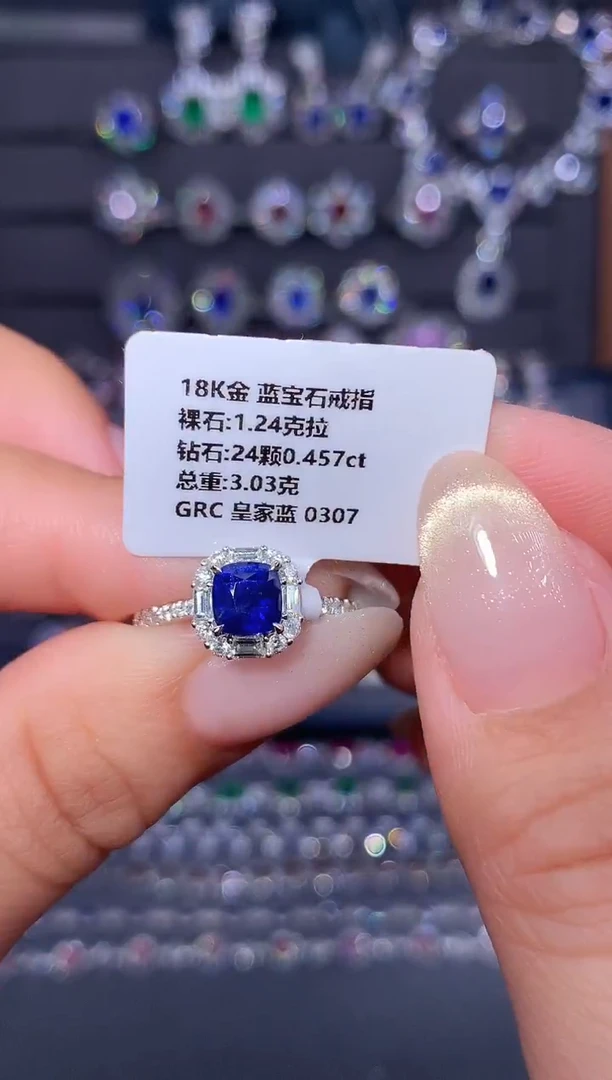 18K金 蓝宝石戒指
裸石:1.24克拉
钻石:24颗0.457ct
总重:3.03克
GRC 皇家蓝 0307